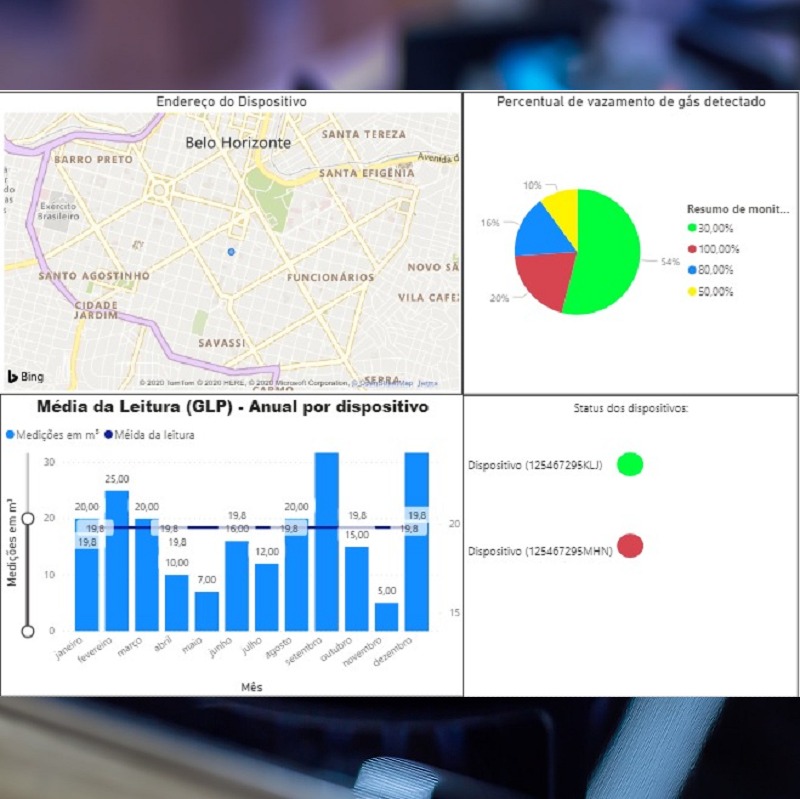 Endereço do Dispositivo
Belo Horizonte
SANTA TEREZA
BARRO PRETO
Avenida d
SANTA EFIGÊNIA
do
as
Exército
Brasileiro
SANTO AGOSTINHO
FUNCIONÁRIOS
NOVO SÃ
CIDADE
JARDIM
VILA CAFEZ
SAVASSI
SERRA
CARMO
Bing
© 2020 TomTom © 2020 HERE, © 2020 Microsoft Corporation, © OpenStreetMap Terms
Percentual de vazamento de gás detectado
10%
16%
54%
20%
Resumo de monit...
30,00%
100,00%
80,00%
50,00%
Média da Leitura (GLP) - Anual por dispositivo
Medições em m³
Méida da leitura
Medições em m³
30
20
10
0
20,00
25,00
20,00
10,00
7,00
16,00
12,00
20,00
15,00
5,00
19,8
19,8
19,8
19,8
19,8
19,8
19,8
19,8
19,8
20
15
janeiro
fevereiro
março
abril
maio
junho
julho
agosto
setembro
outubro
novembro
dezembro
Mês
Status dos dispositivos:
Dispositivo (125467295KLJ)
Dispositivo (125467295MHN)